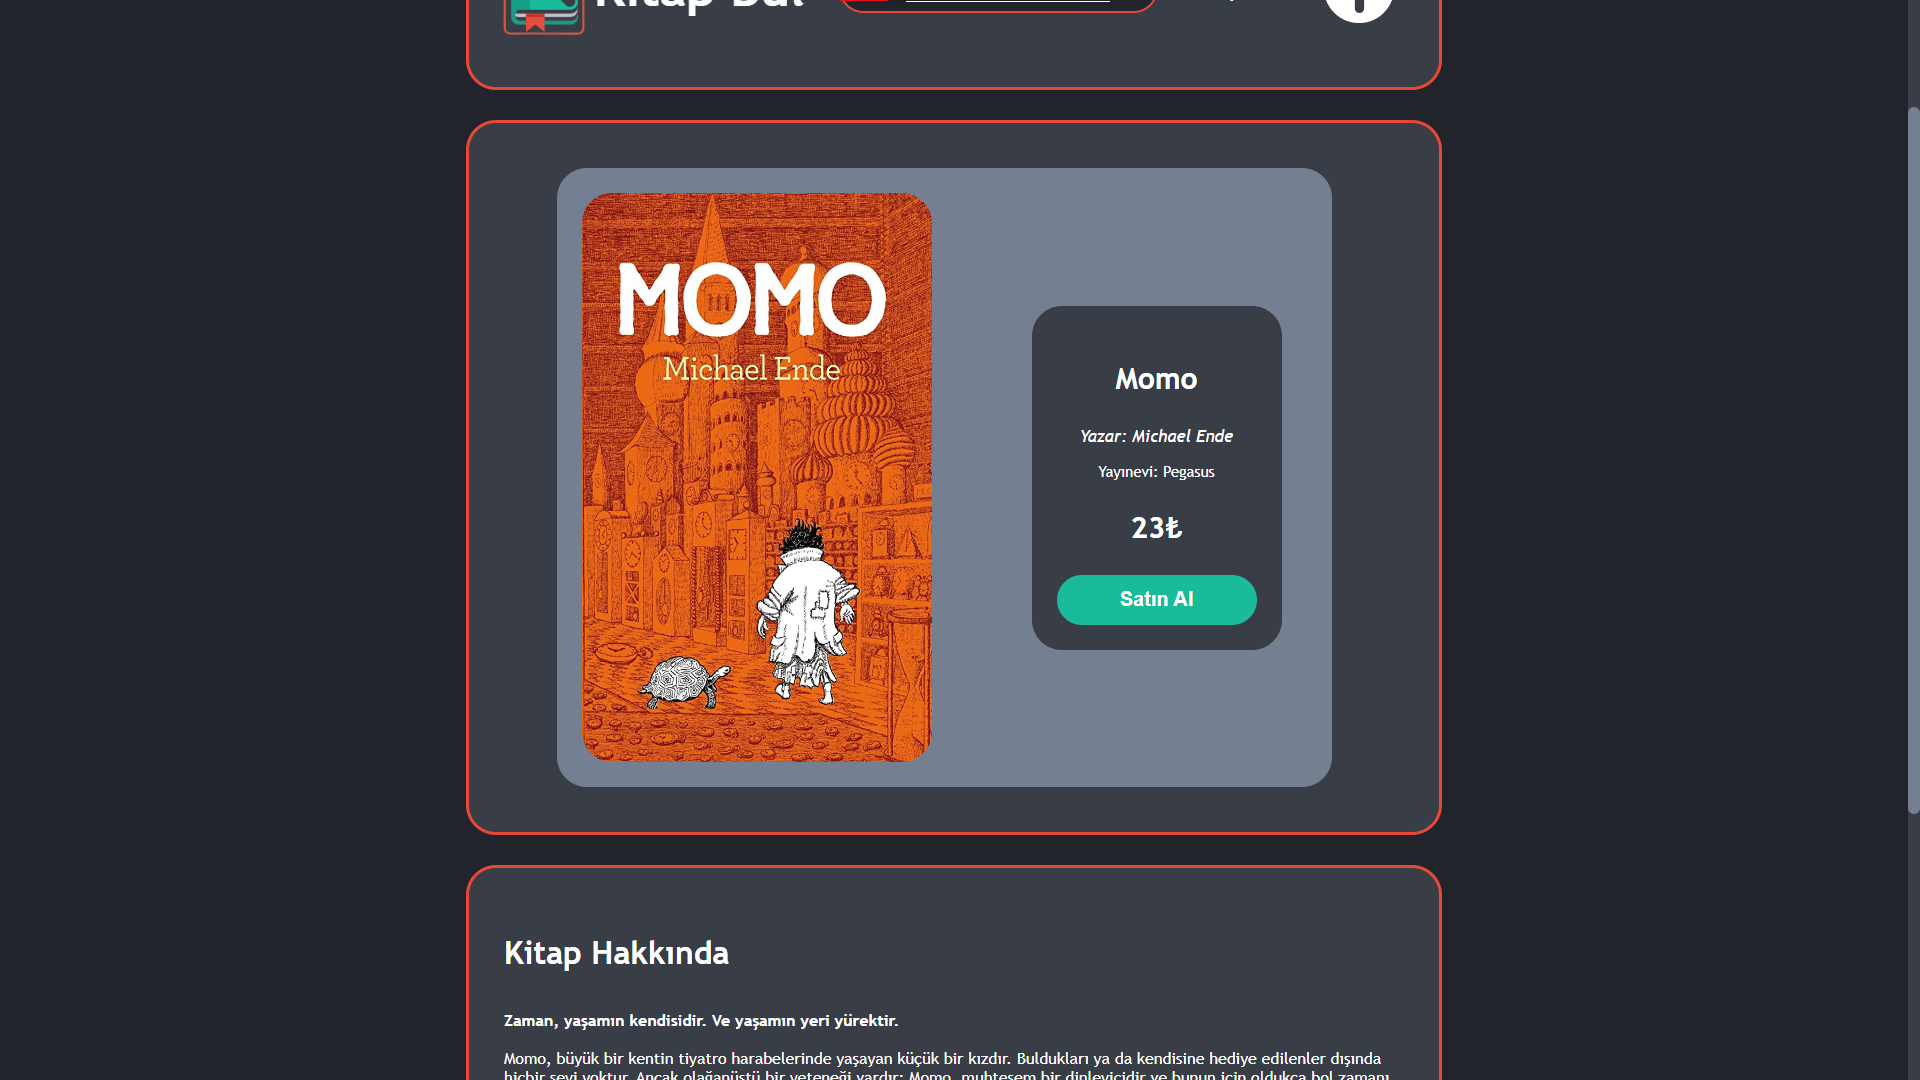 Kitap Bul
MOMO
Michael Ende
Momo
Yazar: Michael Ende
Yayınevi: Pegasus
23₺
Satın Al
Kitap Hakkında
Zaman, yaşamın kendisidir. Ve yaşamın yeri yürektir.
Momo, büyük bir kentin tiyatro harabelerinde yaşayan küçük bir kızdır. Buldukları ya da kendisine hediye edilenler dışında
hiçbir şeyi yoktur. Ancak olağanüstü bir yeteneği vardır: Momo, muhteşem bir dinleyicidir ve bunun için oldukça bol zamanı